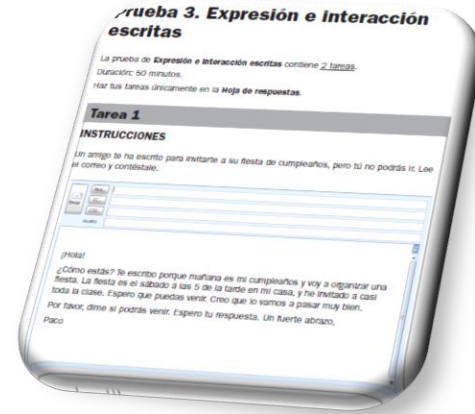 Prueba 3. Expresión e interacción
escritas
La prueba de Expresión e interacción escritas contiene 2 tareas.
Duración: 50 minutos.
Haz tus tareas únicamente en la Hoja de respuestas.
Tarea 1
INSTRUCCIONES
Un amigo te ha escrito para invitarte a su fiesta de cumpleaños, pero tú no podrás ir. Lee
el correo y contéstale.
¡Hola!
¿Cómo estás? Te escribo porque mañana es mi cumpleaños y voy a organizar una
fiesta. La fiesta es el sábado a las 5 de la tarde en mi casa, y he invitado a casi
toda la clase. Espero que puedas venir. Creo que lo vamos a pasar muy bien.
Por favor, dime si podrás venir. Espero tu respuesta. Un fuerte abrazo,
Paco